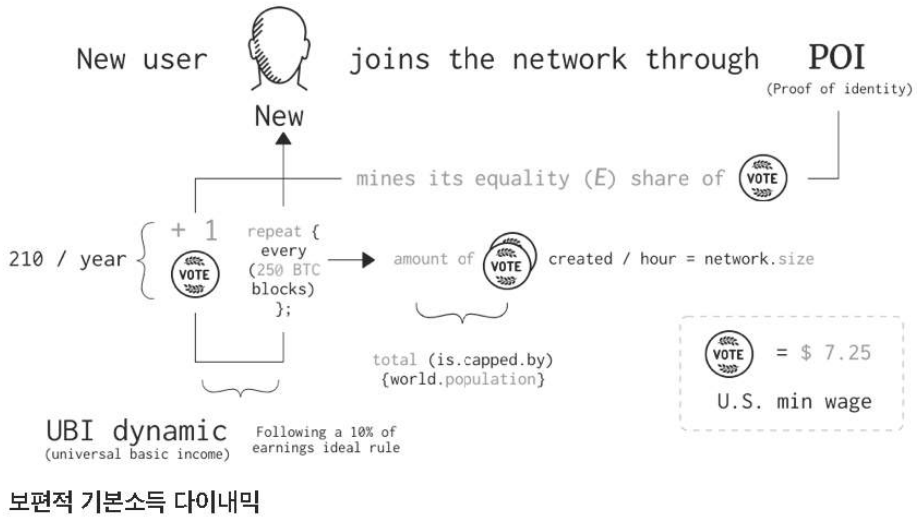 New user joins the network through POI
(Proof of identity)
New
mines its equality (E) share of VOTE
+ 1
VOTE
210 / year
repeat {
every
(250 BTC
blocks)
};
amount of VOTE created / hour = network.size
total (is.capped.by)
{world.population}
VOTE = $ 7.25
U.S. min wage
UBI dynamic
(universal basic income)
Following a 10% of
earnings ideal rule
보편적 기본소득 다이내믹